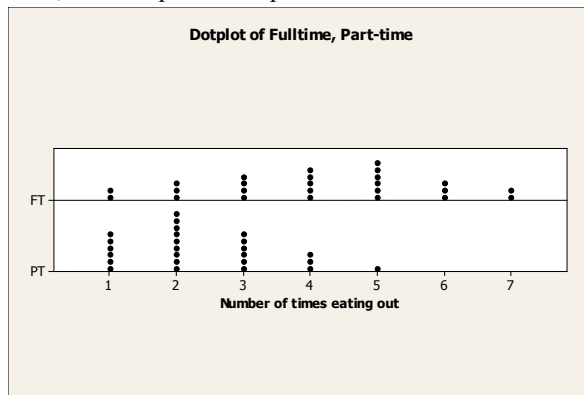 Dotplot of Fulltime, Part-time
FT
PT
1 2 3 4 5 6 7
Number of times eating out